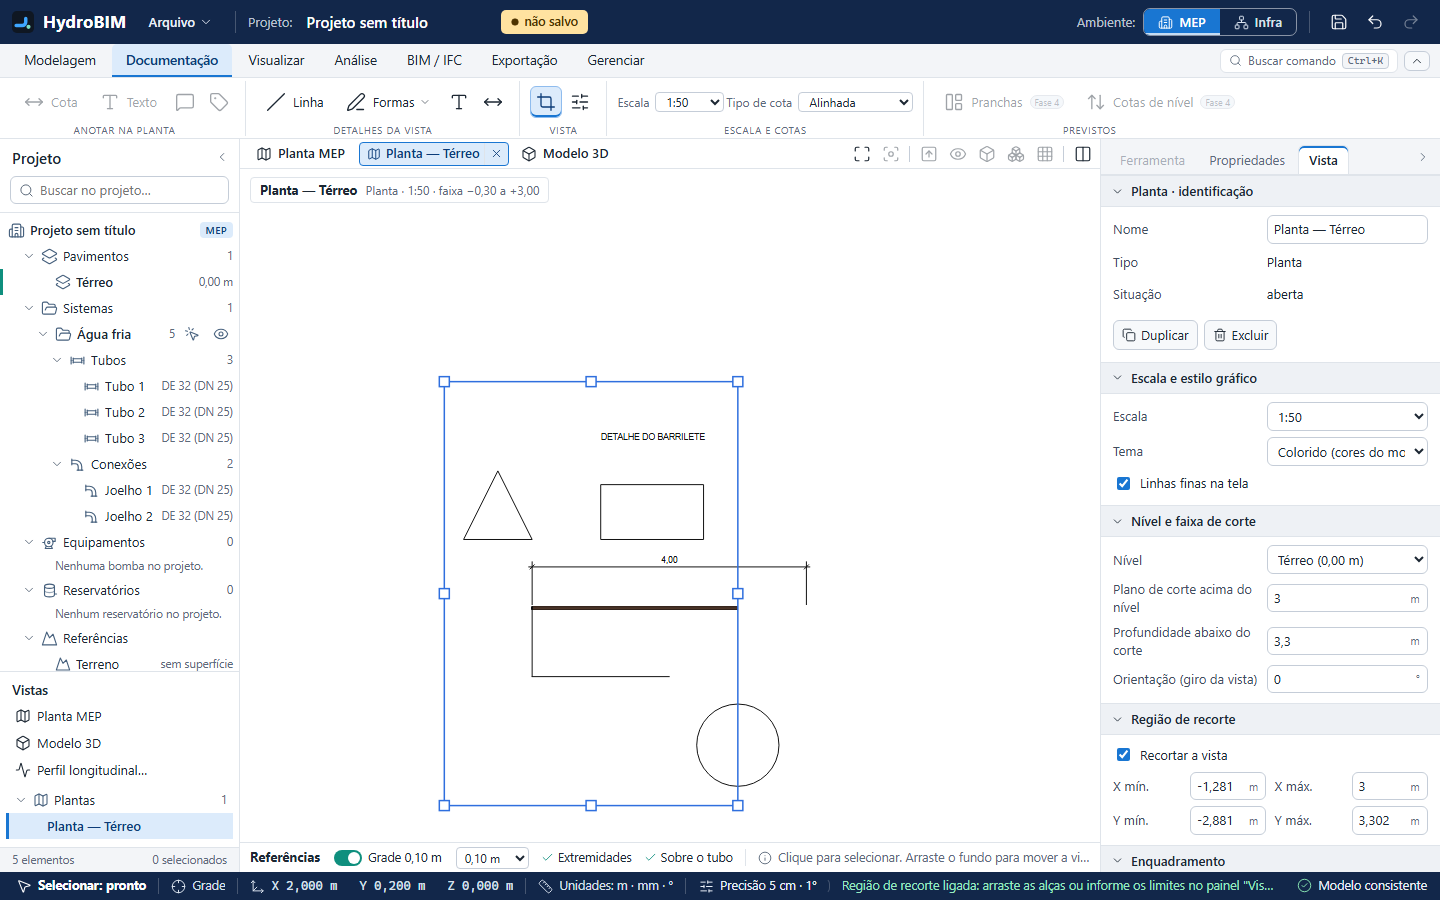 HydroBIM
Arquivo
Projeto: Projeto sem título
não salvo
Ambiente: MEP Infra
Modelagem Documentação Visualizar Análise BIM / IFC Exportação Gerenciar
Buscar comando Ctrl+K
Cota Texto
Linha Formas
Escala 1:50 Tipo de cota Alinhada
Pranchas Fase 4 Cotas de nível Fase 4
ANOTAR NA PLANTA DETALHES DA VISTA VISTA ESCALA E COTAS PREVISTOS
Projeto
Buscar no projeto...
Projeto sem título MEP
Pavimentos 1
Térreo 0,00 m
Sistemas 1
Água fria 5
Tubos 3
Tubo 1 DE 32 (DN 25)
Tubo 2 DE 32 (DN 25)
Tubo 3 DE 32 (DN 25)
Conexões 2
Joelho 1 DE 32 (DN 25)
Joelho 2 DE 32 (DN 25)
Equipamentos 0
Nenhuma bomba no projeto.
Reservatórios 0
Nenhum reservatório no projeto.
Referências
Terreno sem superfície
Vistas
Planta MEP
Modelo 3D
Perfil longitudinal...
Plantas 1
Planta — Térreo
5 elementos 0 selecionados
Planta MEP Planta — Térreo Modelo 3D
Planta — Térreo Planta · 1:50 · faixa −0,30 a +3,00
DETALHE DO BARRILETE
4,00
Referências Grade 0,10 m 0,10 m Extremidades Sobre o tubo Clique para selecionar. Arraste o fundo para mover a vi...
Ferramenta Propriedades Vista
Planta · identificação
Nome Planta — Térreo
Tipo Planta
Situação aberta
Duplicar Excluir
Escala e estilo gráfico
Escala 1:50
Tema Colorido (cores do mo
Linhas finas na tela
Nível e faixa de corte
Nível Térreo (0,00 m)
Plano de corte acima do nível 3 m
Profundidade abaixo do corte 3,3 m
Orientação (giro da vista) 0 °
Região de recorte
Recortar a vista
X mín. -1,281 m X máx. 3 m
Y mín. -2,881 m Y máx. 3,302 m
Enquadramento
Selecionar: pronto Grade X 2,000 m Y 0,200 m Z 0,000 m Unidades: m · mm · ° Precisão 5 cm · 1° Região de recorte ligada: arraste as alças ou informe os limites no painel "Vis... Modelo consistente